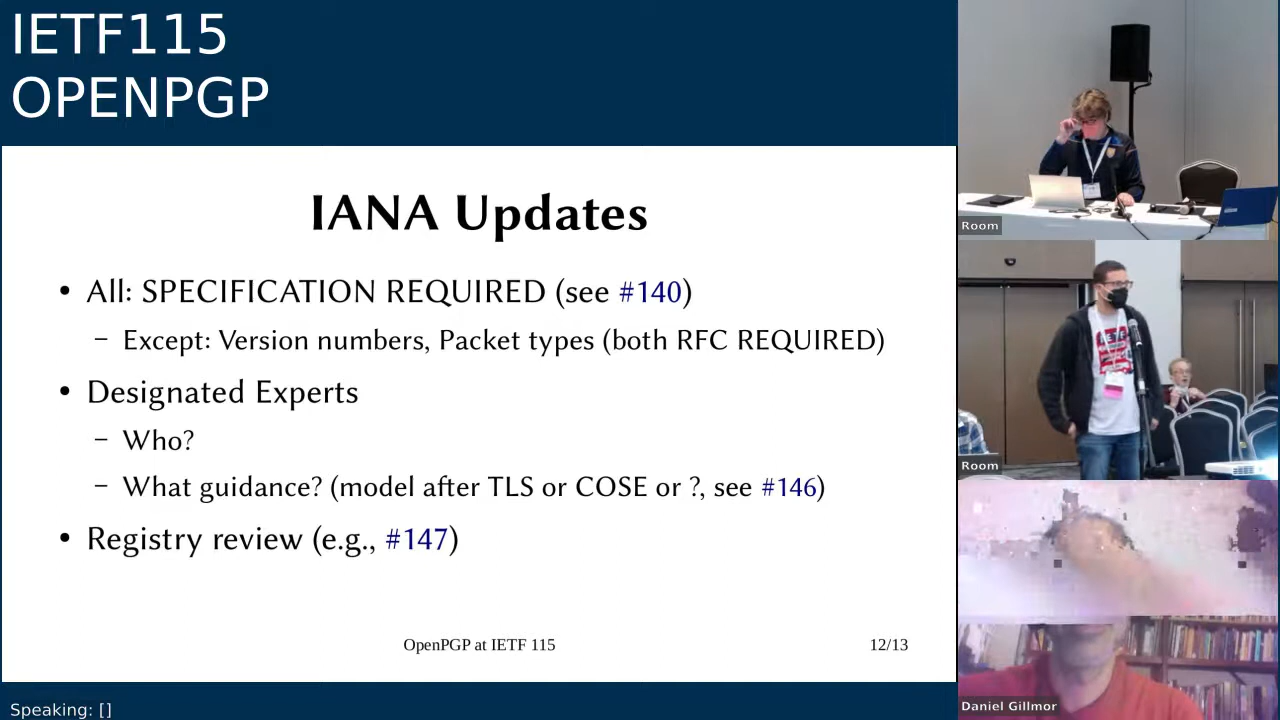 IETF115
OPENPGP
IANA Updates
• All: SPECIFICATION REQUIRED (see #140)
– Except: Version numbers, Packet types (both RFC REQUIRED)
• Designated Experts
– Who?
– What guidance? (model after TLS or COSE or ?, see #146)
• Registry review (e.g., #147)
OpenPGP at IETF 115
12/13
Speaking: []
Room
Room
Daniel Gillmor